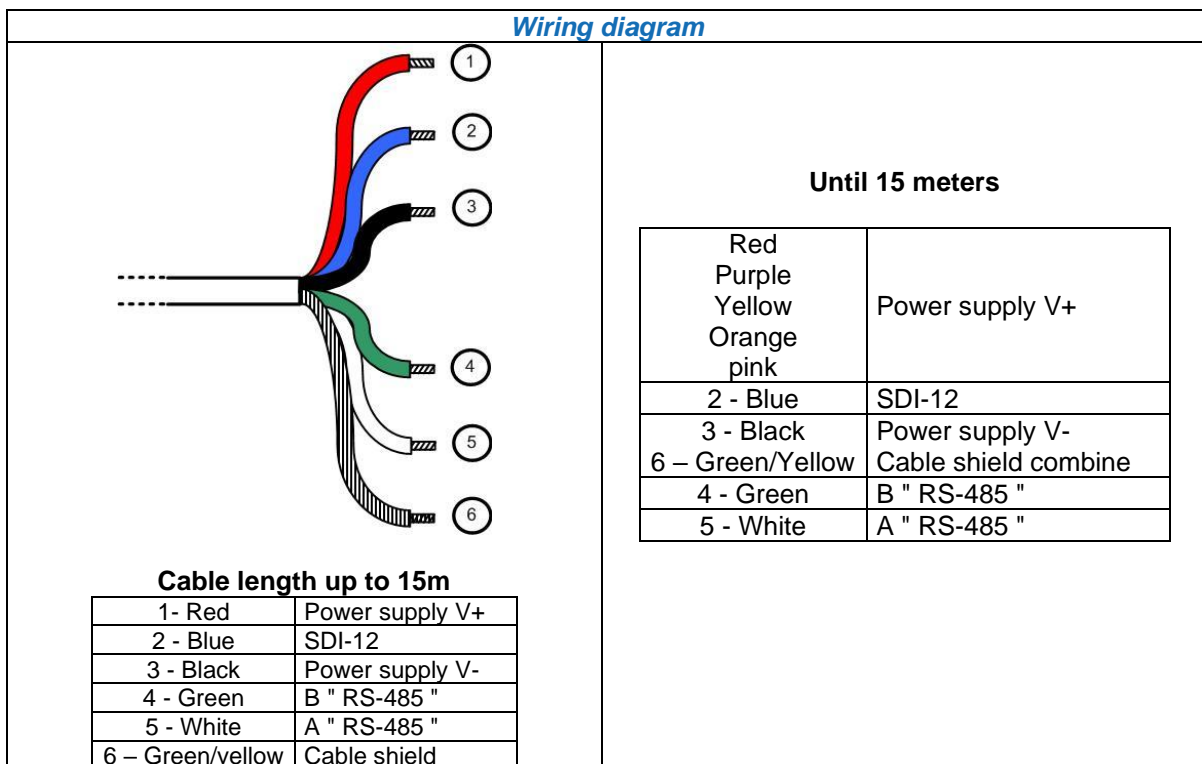 Wiring diagram
1
2
3
4
5
6
Cable length up to 15m
1- Red Power supply V+
2 - Blue SDI-12
3 - Black Power supply V-
4 - Green B " RS-485 "
5 - White A " RS-485 "
6 – Green/yellow Cable shield
Until 15 meters
Red
Purple
Yellow
Orange
pink
Power supply V+
2 - Blue SDI-12
3 - Black Power supply V-
6 – Green/Yellow Cable shield combine
4 - Green B " RS-485 "
5 - White A " RS-485 "